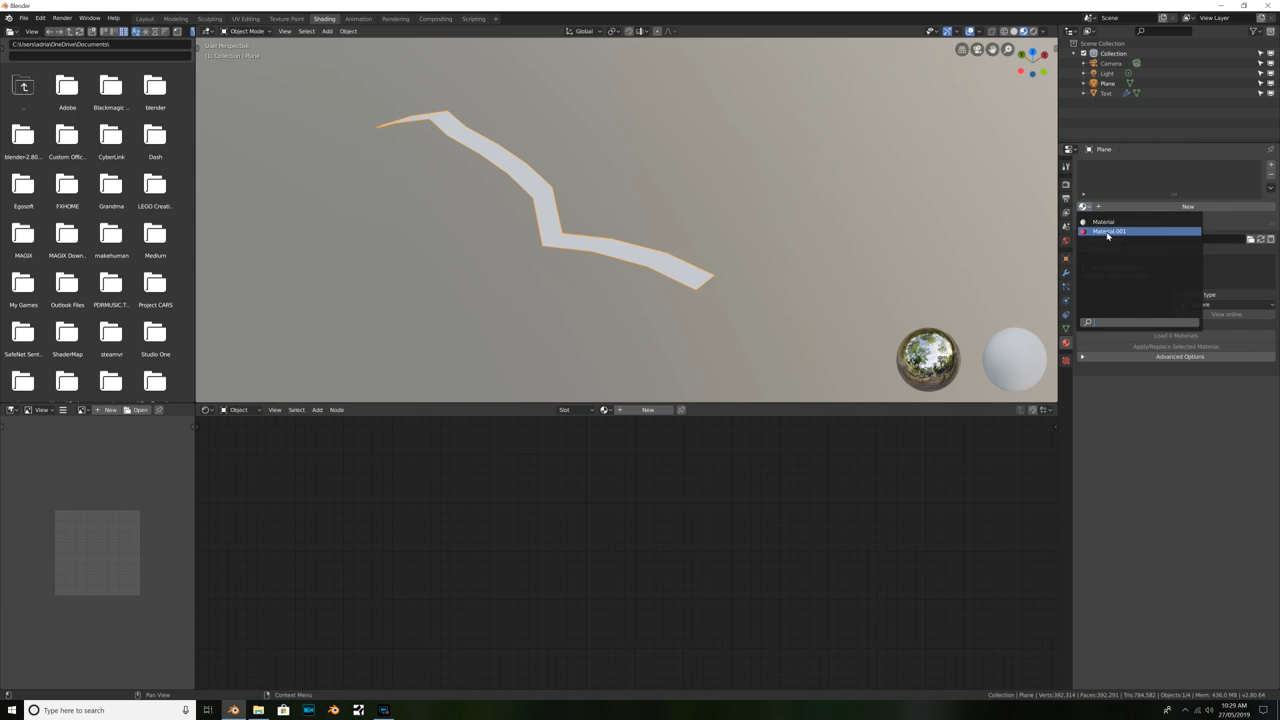 Blender
File Edit Render Window Help Layout Modeling Sculpting UV Editing Texture Paint Shading Animation Rendering Compositing Scripting Scene View Layer
View Object Mode View Select Add Object Global
C:\Users\adria\OneDrive\Documents\
User Perspective
(1) Collection | Plane
Scene Collection
Collection
Camera
Light
Plane
Text
.. Adobe Blackmagic ... blender
blender-2.80... Custom Offic... CyberLink Dash
Egosoft FXHOME Grandma LEGO Creati...
MAGIX MAGIX Down... makehuman Medium
My Games Outlook Files PDRMUSIC.T... Project CARS
SafeNet Sent... ShaderMap steamvr Studio One
Plane
New
Material
Material.001
type
View online
Load 0 Materials
Apply/Replace Selected Material
Advanced Options
View New Open
Object View Select Add Node Slot New
Pan View Context Menu
Collection | Plane | Verts:392,314 | Faces:392,291 | Tris:784,582 | Objects:1/4 | Mem: 436.0 MB | v2.80.64
Type here to search
10:29 AM
27/05/2019